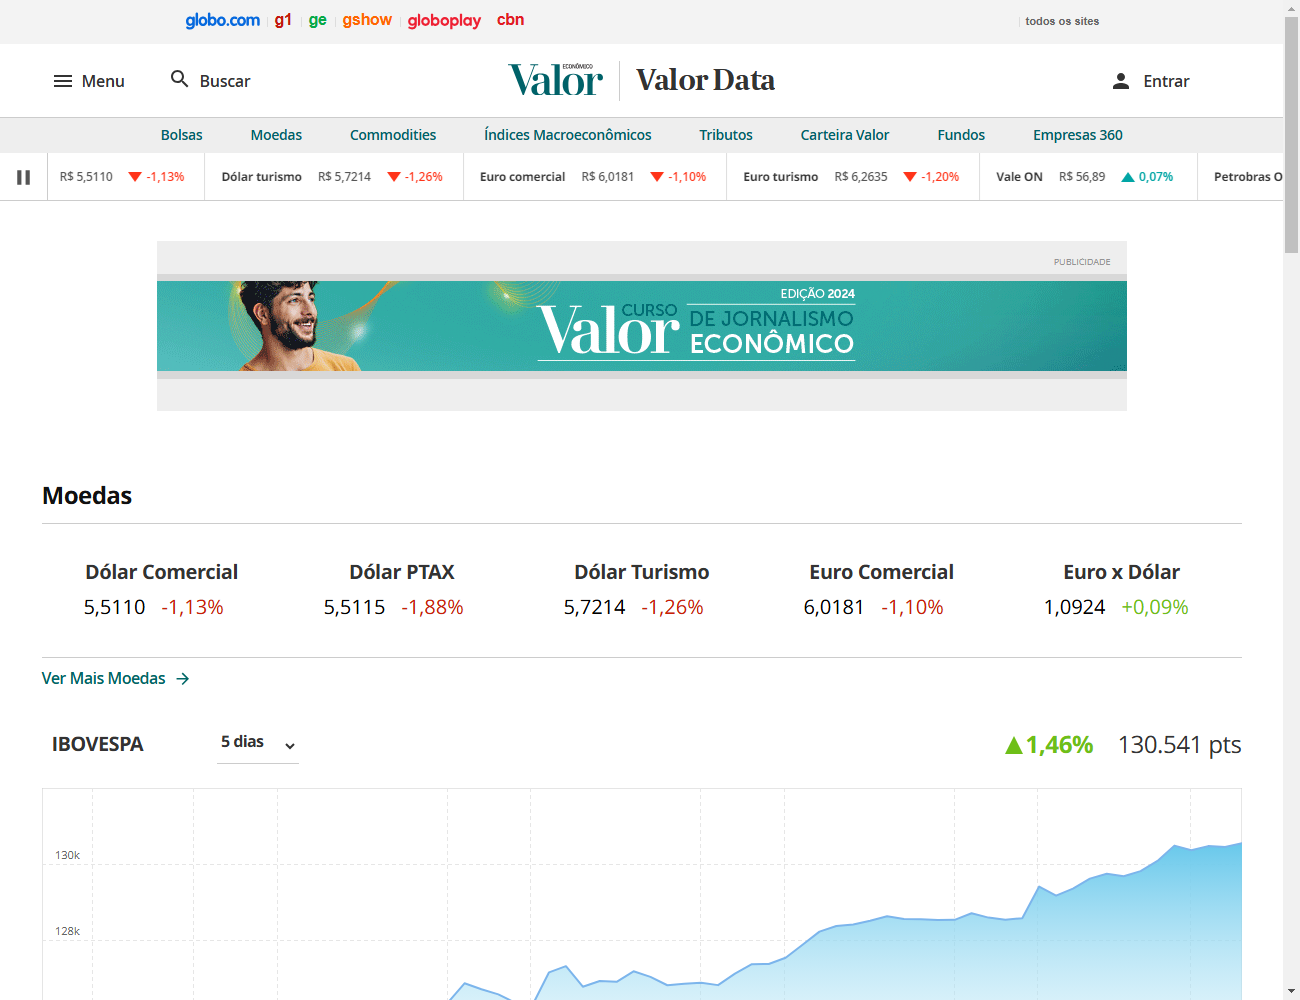 globo.com g1 ge gshow globoplay cbn todos os sites
Menu Buscar Valor ECONÔMICO Valor Data Entrar
Bolsas Moedas Commodities Índices Macroeconômicos Tributos Carteira Valor Fundos Empresas 360
R$ 5,5110 -1,13% Dólar turismo R$ 5,7214 -1,26% Euro comercial R$ 6,0181 -1,10% Euro turismo R$ 6,2635 -1,20% Vale ON R$ 56,89 0,07% Petrobras O
PUBLICIDADE
EDIÇÃO 2024
Valor CURSO DE JORNALISMO
ECONÔMICO
Moedas
Dólar Comercial Dólar PTAX Dólar Turismo Euro Comercial Euro x Dólar
5,5110 -1,13% 5,5115 -1,88% 5,7214 -1,26% 6,0181 -1,10% 1,0924 +0,09%
Ver Mais Moedas
IBOVESPA 5 dias 1,46% 130.541 pts
130k
128k